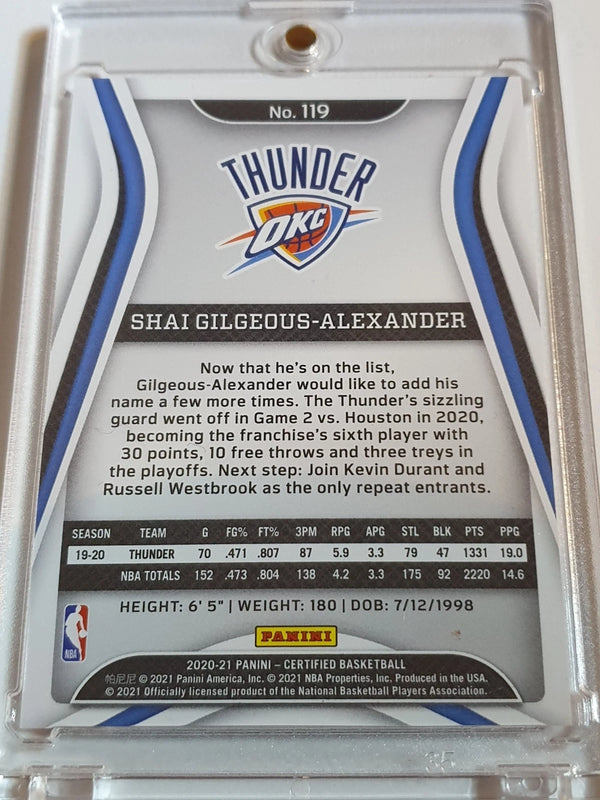 No. 119
THUNDER
OKC
SHAI GILGEOUS-ALEXANDER
Now that he's on the list,
Gilgeous-Alexander would like to add his
name a few more times. The Thunder's sizzling
guard went off in Game 2 vs. Houston in 2020,
becoming the franchise's sixth player with
30 points, 10 free throws and three treys in
the playoffs. Next step: Join Kevin Durant and
Russell Westbrook as the only repeat entrants.
SEASON TEAM G FG% FT% 3PM RPG APG STL BLK PTS PPG
19-20 THUNDER 70 .471 .807 87 5.9 3.3 79 47 1331 19.0
NBA TOTALS 152 .473 .804 138 4.2 3.3 175 92 2220 14.6
HEIGHT: 6' 5" | WEIGHT: 180 | DOB: 7/12/1998
NBA
PANINI
2020-21 PANINI – CERTIFIED BASKETBALL
帕尼尼 © 2021 Panini America, Inc. © 2021 NBA Properties, Inc. Produced in the USA.
© 2021 Officially licensed product of the National Basketball Players Association.